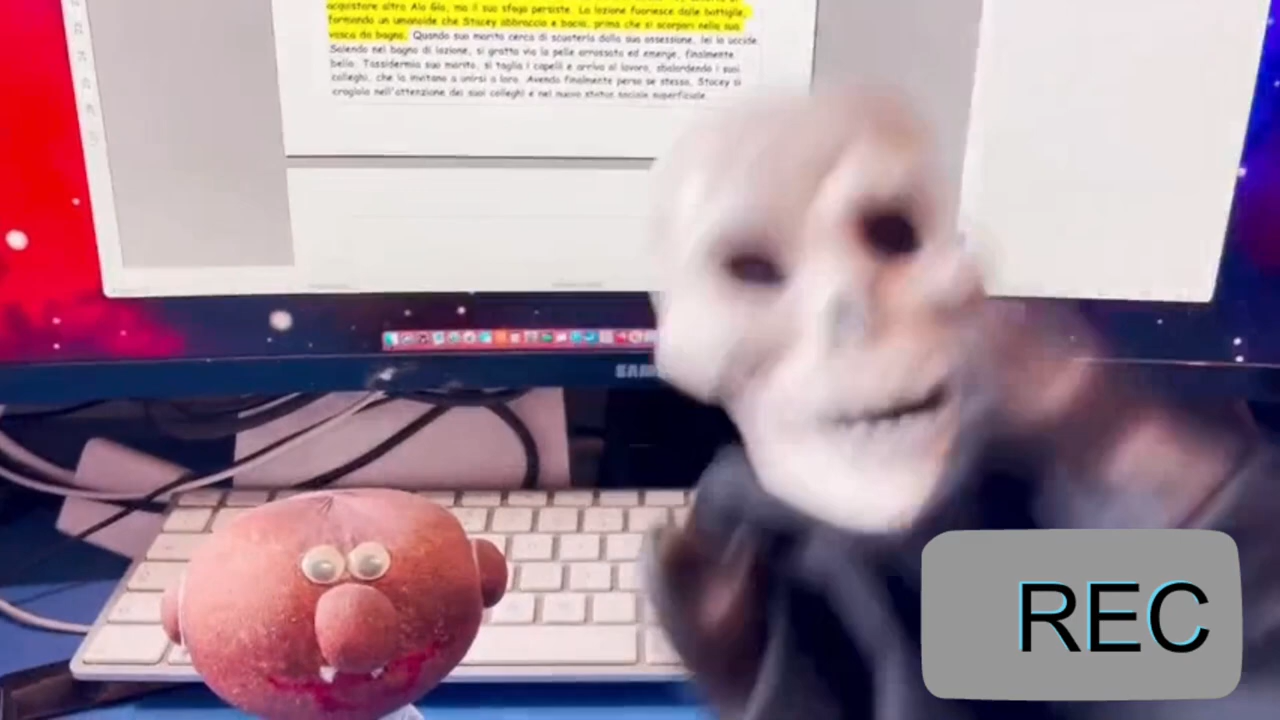 acquistare altro Alo Glo, ma il suo sfogo persiste. La lozione fuoriesce dalle bottiglie,
formando un umanoide che Stacey abbraccia e bacia, prima che si scarpari nella sua
vasca da bagno. Quando suo marito cerca di scuoterla dalla sua ossessione, lei lo uccide.
Salendo nel bagno di lozione, si gratta via la pelle arrossata ed emerge, finalmente
bella. Tassidermia suo marito, si taglia i capelli e arriva al lavoro, sbalordendo i suoi
colleghi, che la invitano a unirsi a loro. Avendo finalmente perso se stessa, Stacey si
crogiola nell'attenzione dei suoi colleghi e nel nuovo status sociale superficiale.
SAM
REC